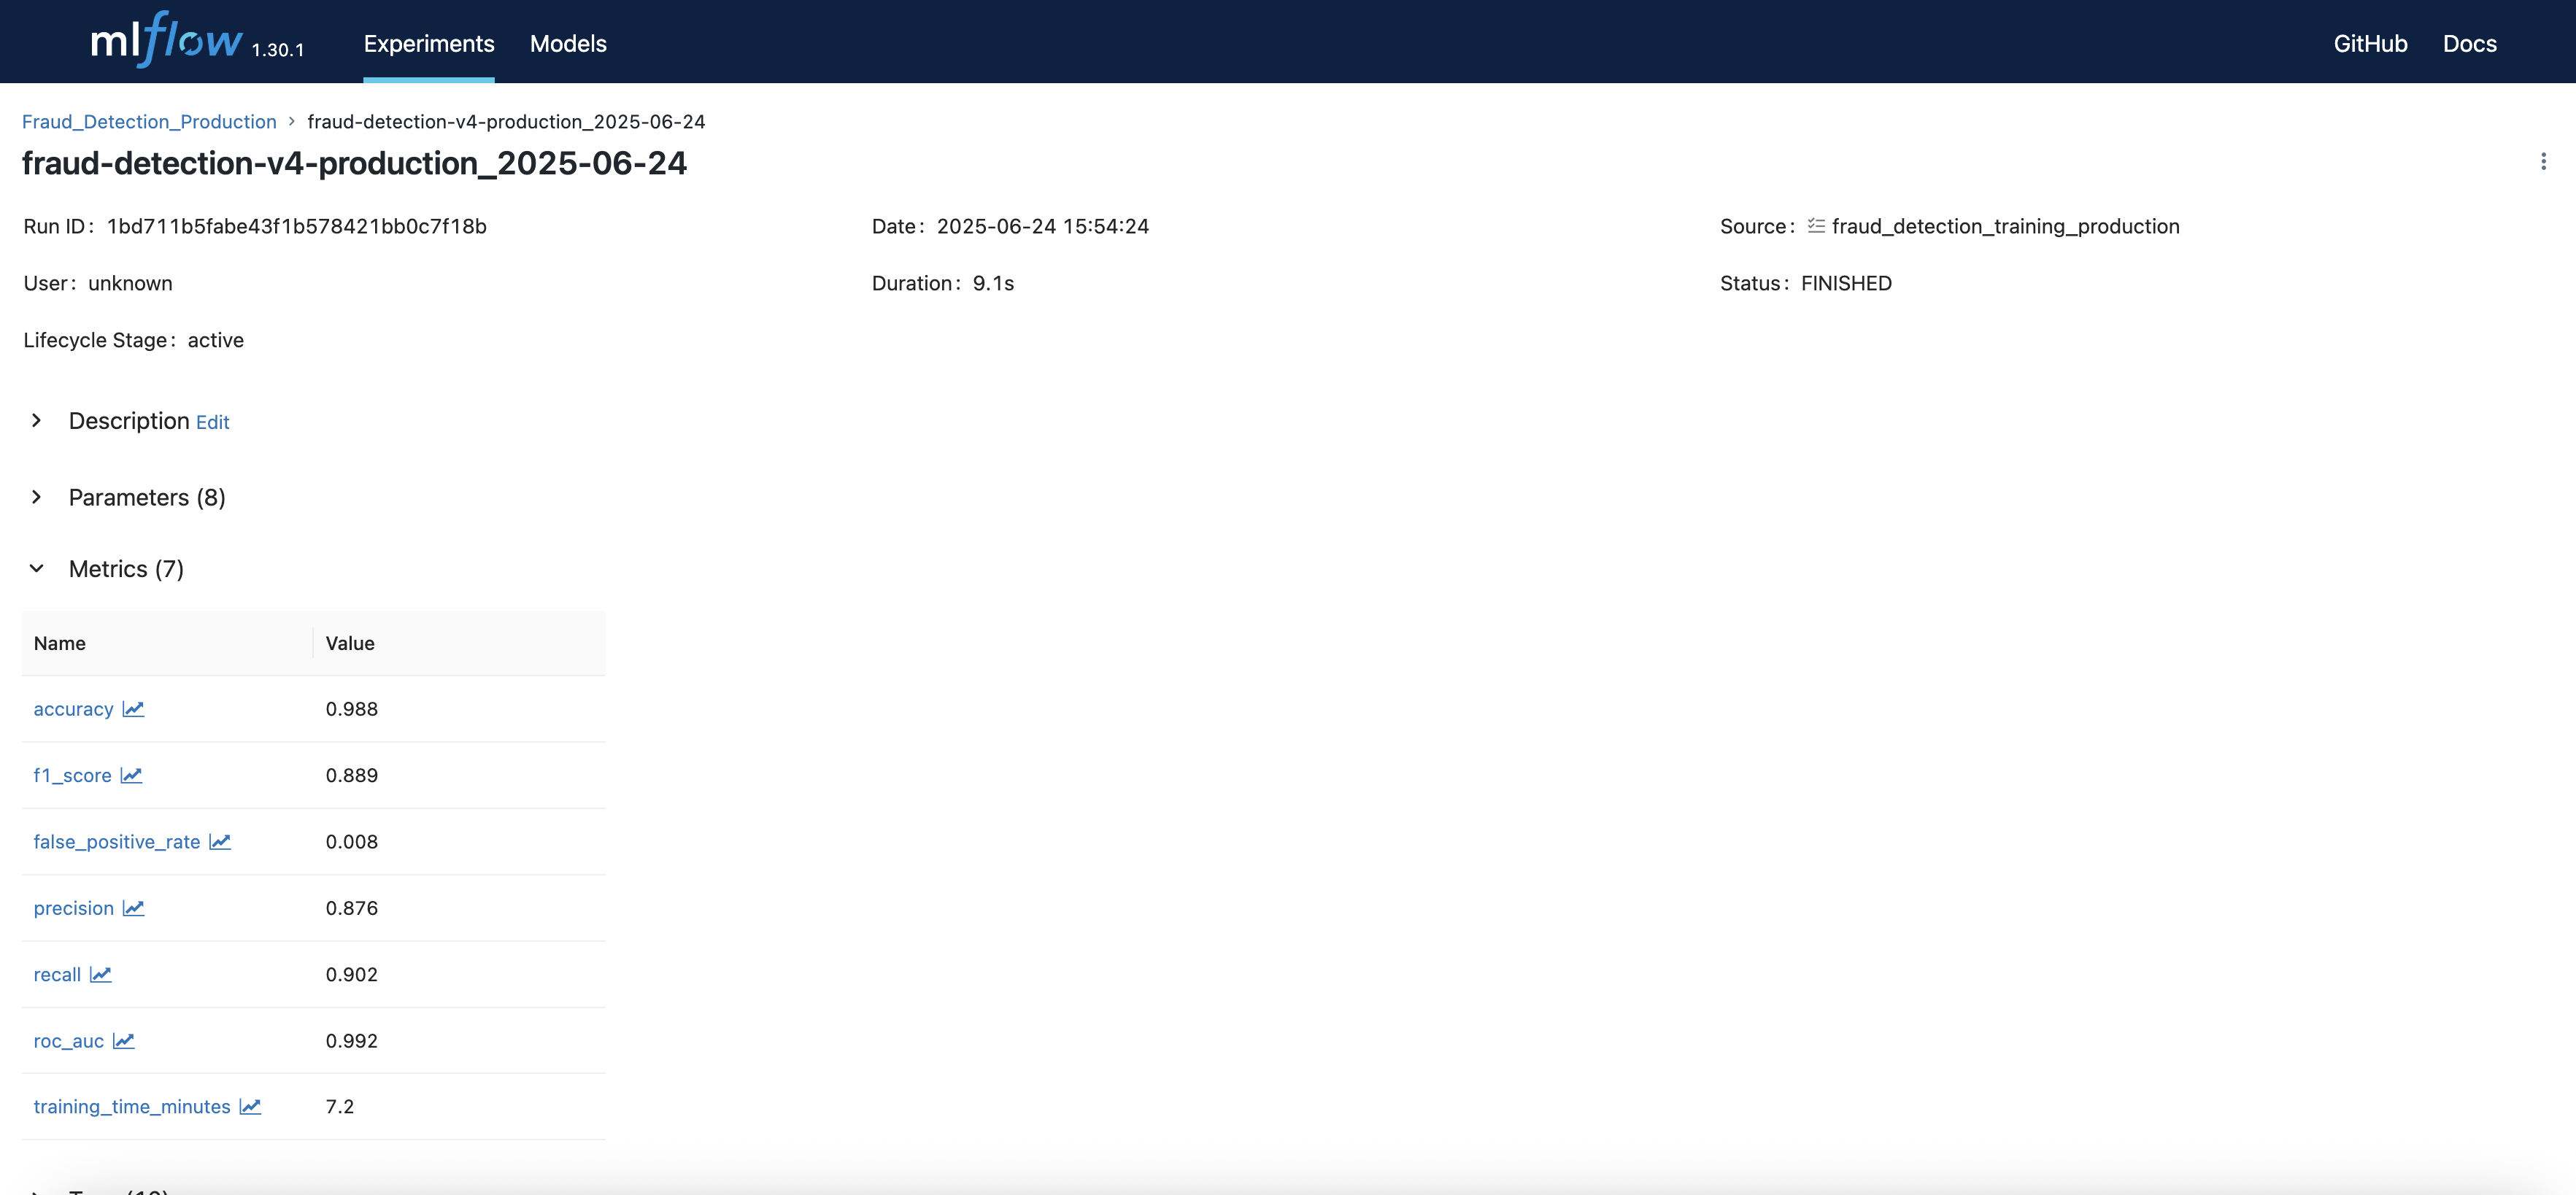 mlflow 1.30.1 Experiments Models GitHub Docs
Fraud_Detection_Production > fraud-detection-v4-production_2025-06-24
fraud-detection-v4-production_2025-06-24
Run ID: 1bd711b5fabe43f1b578421bb0c7f18b Date: 2025-06-24 15:54:24 Source: fraud_detection_training_production
User: unknown Duration: 9.1s Status: FINISHED
Lifecycle Stage: active
Description Edit
Parameters (8)
Metrics (7)
Name Value
accuracy 0.988
f1_score 0.889
false_positive_rate 0.008
precision 0.876
recall 0.902
roc_auc 0.992
training_time_minutes 7.2